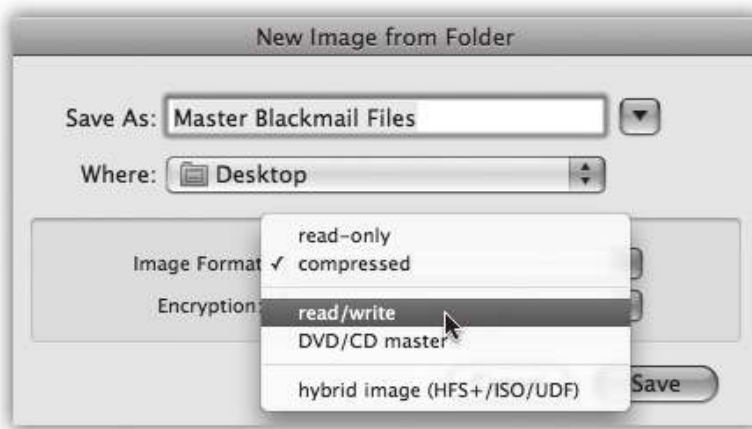 New Image from Folder
Save As: Master Blackmail Files
Where: Desktop
read-only
Image Format ✓ compressed
Encryption:
read/write
DVD/CD master
hybrid image (HFS+/ISO/UDF)
Save